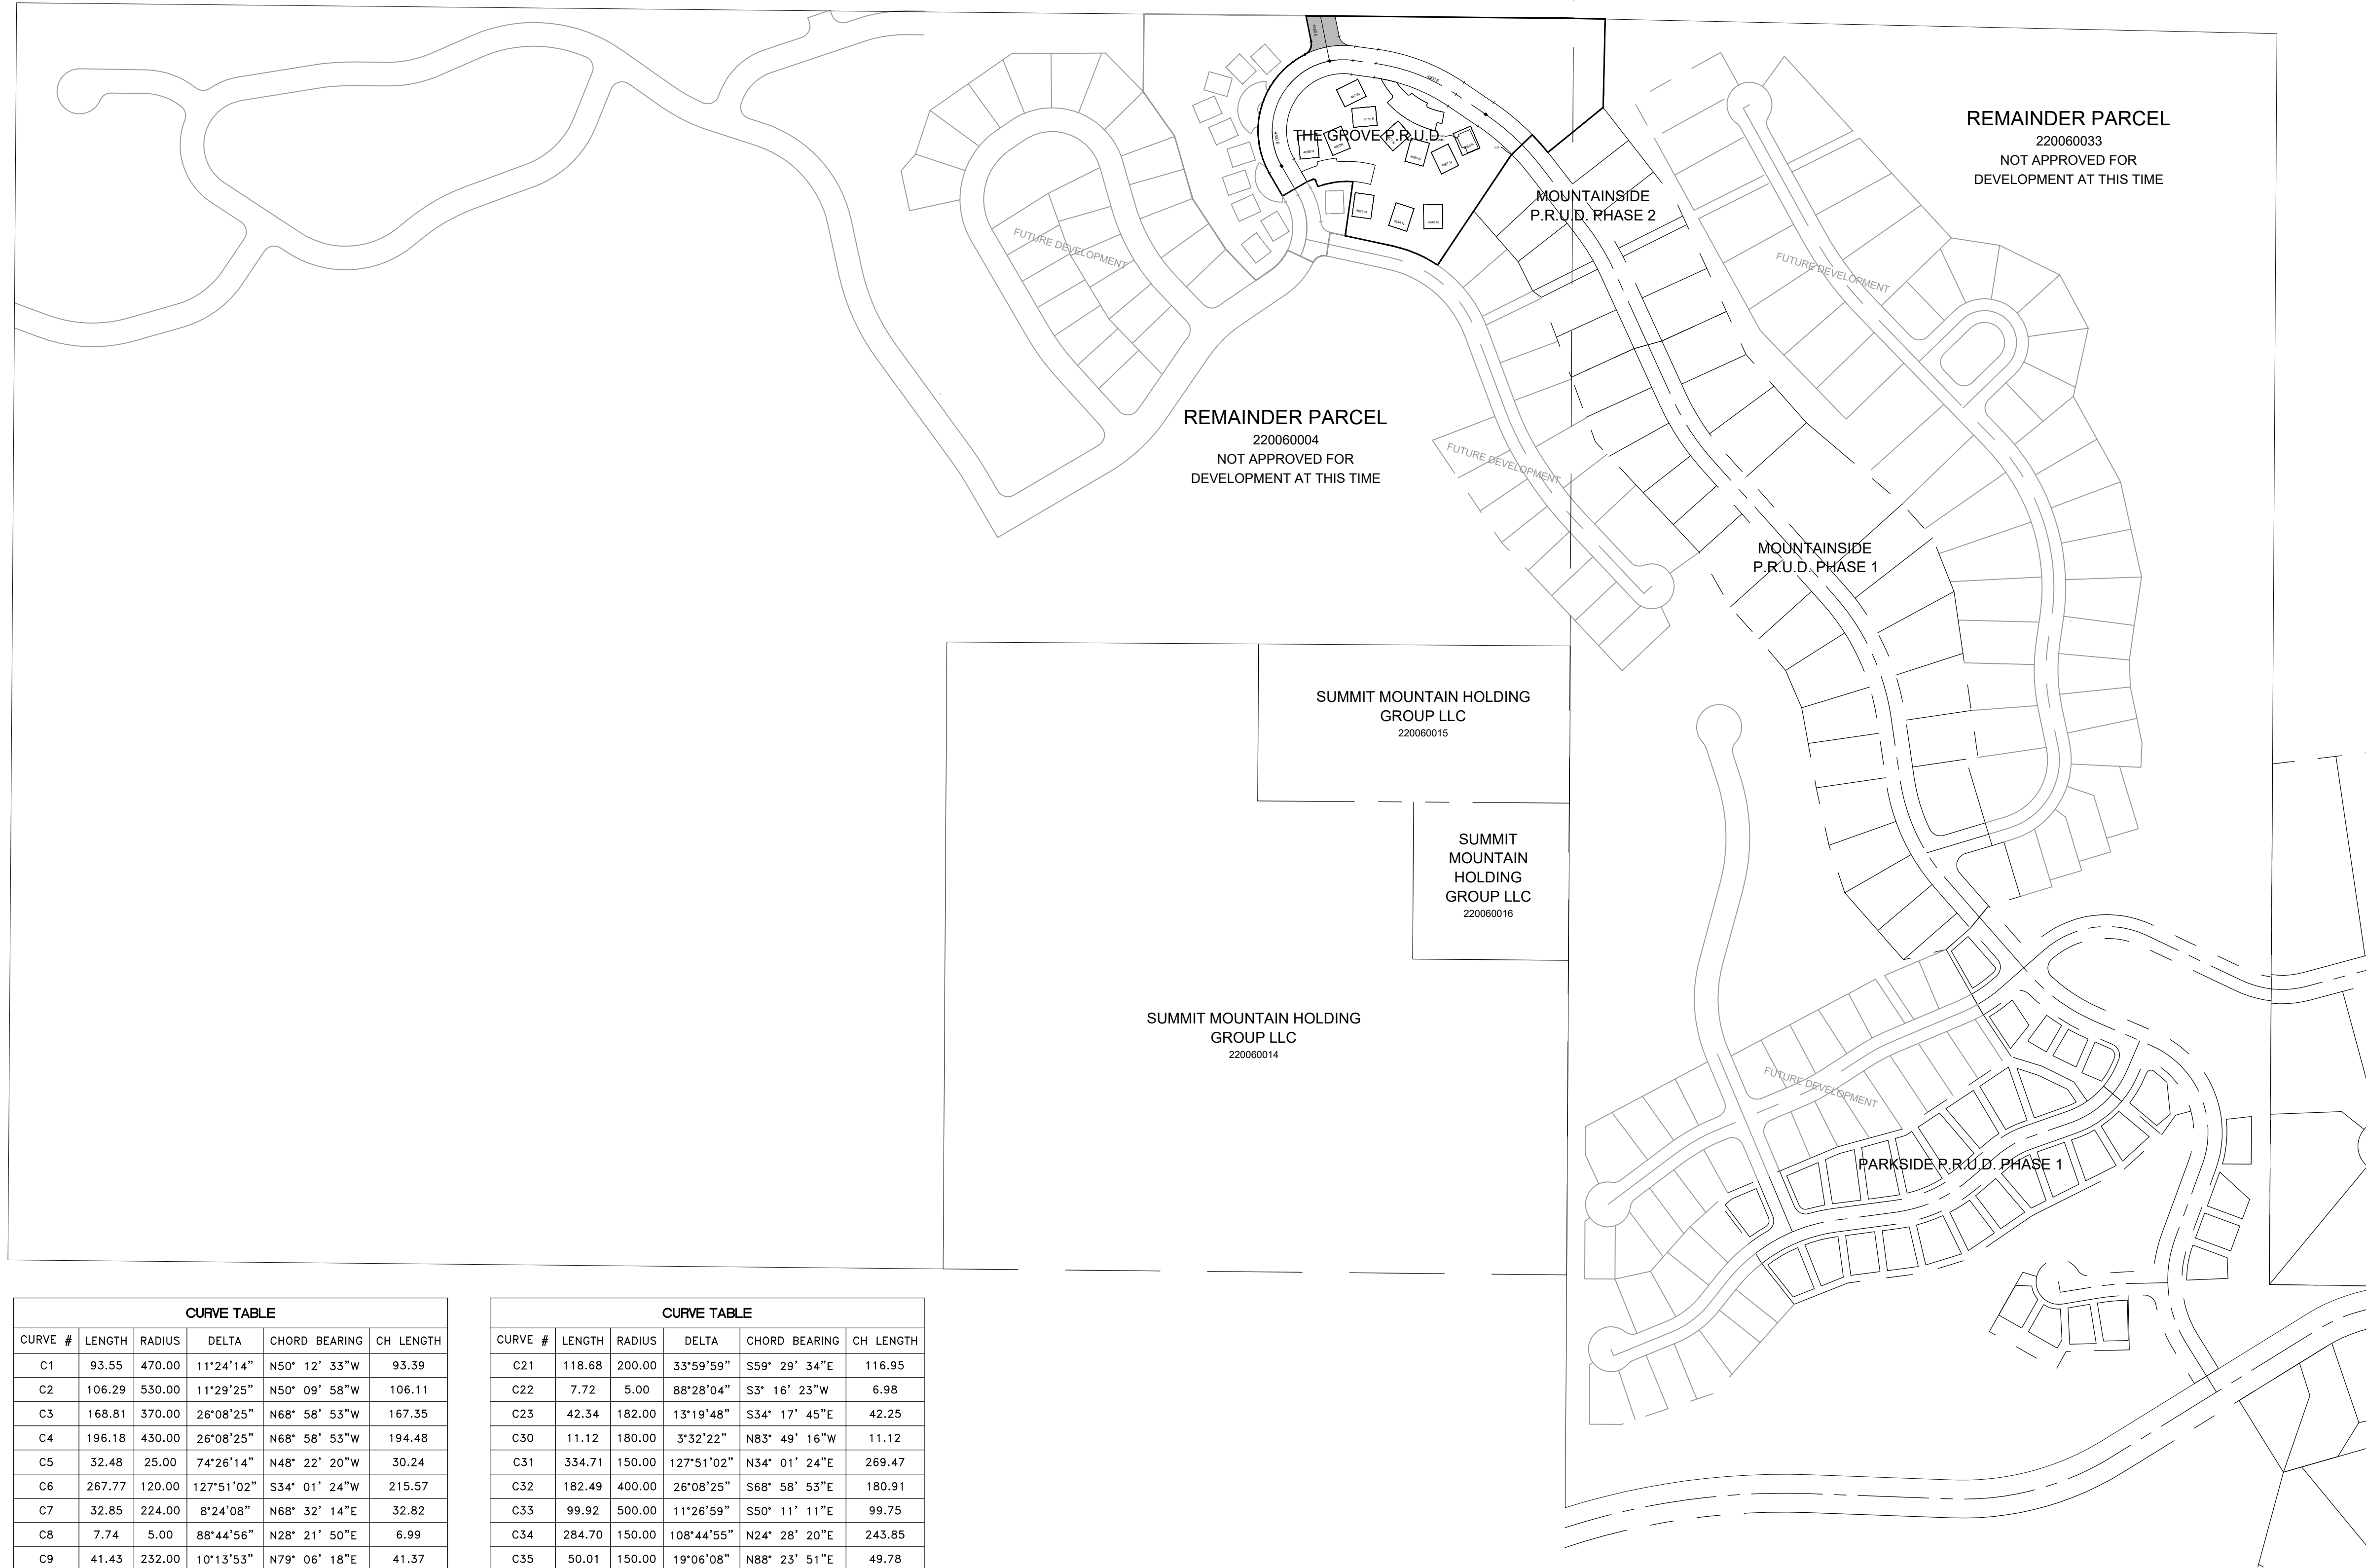 REMAINDER PARCEL
220060033
NOT APPROVED FOR
DEVELOPMENT AT THIS TIME
THE GROVE P.R.U.D.
MOUNTAINSIDE
P.R.U.D. PHASE 2
FUTURE DEVELOPMENT
FUTURE DEVELOPMENT
REMAINDER PARCEL
220060004
NOT APPROVED FOR
DEVELOPMENT AT THIS TIME
FUTURE DEVELOPMENT
MOUNTAINSIDE
P.R.U.D. PHASE 1
SUMMIT MOUNTAIN HOLDING
GROUP LLC
220060015
SUMMIT
MOUNTAIN
HOLDING
GROUP LLC
220060016
SUMMIT MOUNTAIN HOLDING
GROUP LLC
220060014
FUTURE DEVELOPMENT
PARKSIDE P.R.U.D. PHASE 1
CURVE TABLE
CURVE # LENGTH RADIUS DELTA CHORD BEARING CH LENGTH
C1 93.55 470.00 11°24'14" N50° 12' 33"W 93.39
C2 106.29 530.00 11°29'25" N50° 09' 58"W 106.11
C3 168.81 370.00 26°08'25" N68° 58' 53"W 167.35
C4 196.18 430.00 26°08'25" N68° 58' 53"W 194.48
C5 32.48 25.00 74°26'14" N48° 22' 20"W 30.24
C6 267.77 120.00 127°51'02" S34° 01' 24"W 215.57
C7 32.85 224.00 8°24'08" N68° 32' 14"E 32.82
C8 7.74 5.00 88°44'56" N28° 21' 50"E 6.99
C9 41.43 232.00 10°13'53" N79° 06' 18"E 41.37
CURVE TABLE
CURVE # LENGTH RADIUS DELTA CHORD BEARING CH LENGTH
C21 118.68 200.00 33°59'59" S59° 29' 34"E 116.95
C22 7.72 5.00 88°28'04" S3° 16' 23"W 6.98
C23 42.34 182.00 13°19'48" S34° 17' 45"E 42.25
C30 11.12 180.00 3°32'22" N83° 49' 16"W 11.12
C31 334.71 150.00 127°51'02" N34° 01' 24"E 269.47
C32 182.49 400.00 26°08'25" S68° 58' 53"E 180.91
C33 99.92 500.00 11°26'59" S50° 11' 11"E 99.75
C34 284.70 150.00 108°44'55" N24° 28' 20"E 243.85
C35 50.01 150.00 19°06'08" N88° 23' 51"E 49.78